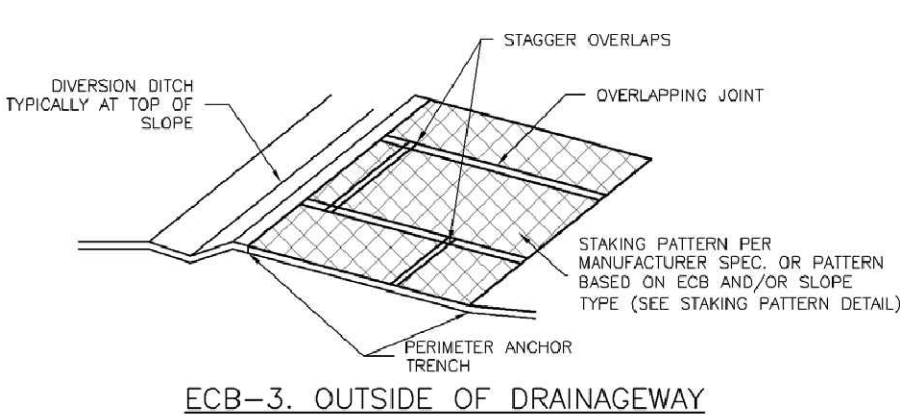 STAGGER OVERLAPS
DIVERSION DITCH
TYPICALLY AT TOP OF
SLOPE
OVERLAPPING JOINT
STAKING PATTERN PER
MANUFACTURER SPEC. OR PATTERN
BASED ON ECB AND/OR SLOPE
TYPE (SEE STAKING PATTERN DETAIL)
PERIMETER ANCHOR
TRENCH
ECB-3. OUTSIDE OF DRAINAGEWAY